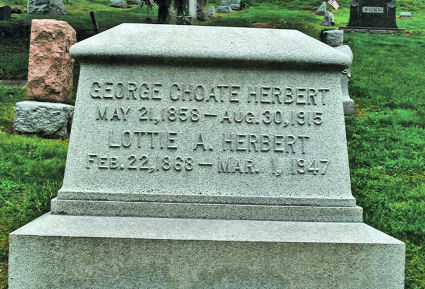 GEORGE CHOATE HERBERT
MAY 21, 1858 — AUG. 30, 1915
LOTTIE A. HERBERT
FEB. 22, 1868 — MAR. 1, 1947